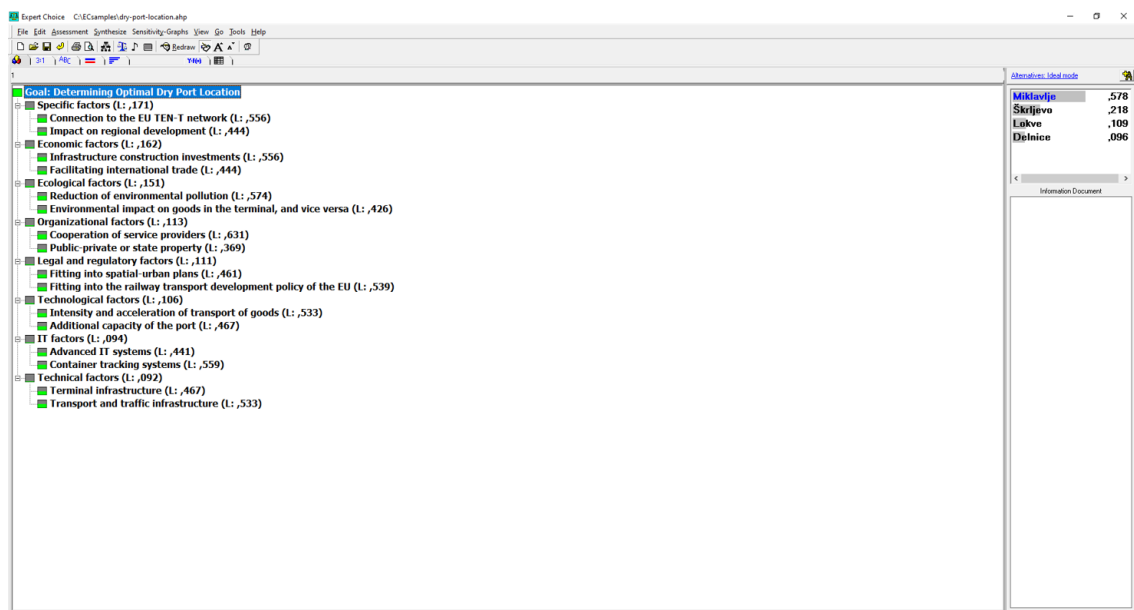 Expert Choice C:\ECsamples\dry-port-location.ahp
File Edit Assessment Synthesize Sensitivity-Graphs View Go Tools Help
Redraw A A
3:1 ABC Y=f(x)
1
Alternatives: Ideal mode
Goal: Determining Optimal Dry Port Location
Specific factors (L: ,171)
Connection to the EU TEN-T network (L: ,556)
Impact on regional development (L: ,444)
Economic factors (L: ,162)
Infrastructure construction investments (L: ,556)
Facilitating international trade (L: ,444)
Ecological factors (L: ,151)
Reduction of environmental pollution (L: ,574)
Environmental impact on goods in the terminal, and vice versa (L: ,426)
Organizational factors (L: ,113)
Cooperation of service providers (L: ,631)
Public-private or state property (L: ,369)
Legal and regulatory factors (L: ,111)
Fitting into spatial-urban plans (L: ,461)
Fitting into the railway transport development policy of the EU (L: ,539)
Technological factors (L: ,106)
Intensity and acceleration of transport of goods (L: ,533)
Additional capacity of the port (L: ,467)
IT factors (L: ,094)
Advanced IT systems (L: ,441)
Container tracking systems (L: ,559)
Technical factors (L: ,092)
Terminal infrastructure (L: ,467)
Transport and traffic infrastructure (L: ,533)
Miklavlje ,578
Škrljevo ,218
Lokve ,109
Delnice ,096
Information Document